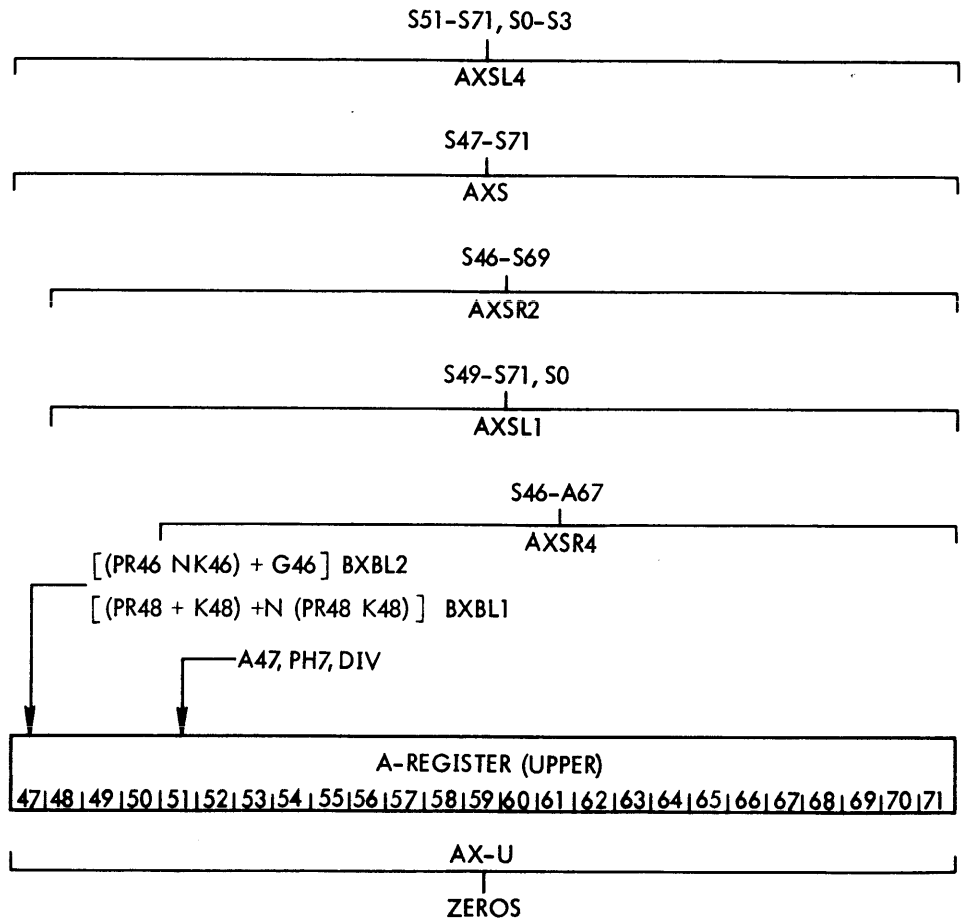 S51-S71, S0-S3
AXSL4
S47-S71
AXS
S46-S69
AXSR2
S49-S71, S0
AXSL1
S46-A67
AXSR4
[(PR46 NK46) + G46] BXBL2
[(PR48 + K48) +N (PR48 K48)] BXBL1
A47, PH7, DIV
A-REGISTER (UPPER)
47|48|49|50|51|52|53|54|55|56|57|58|59|60|61|62|63|64|65|66|67|68|69|70|71
AX-U
ZEROS